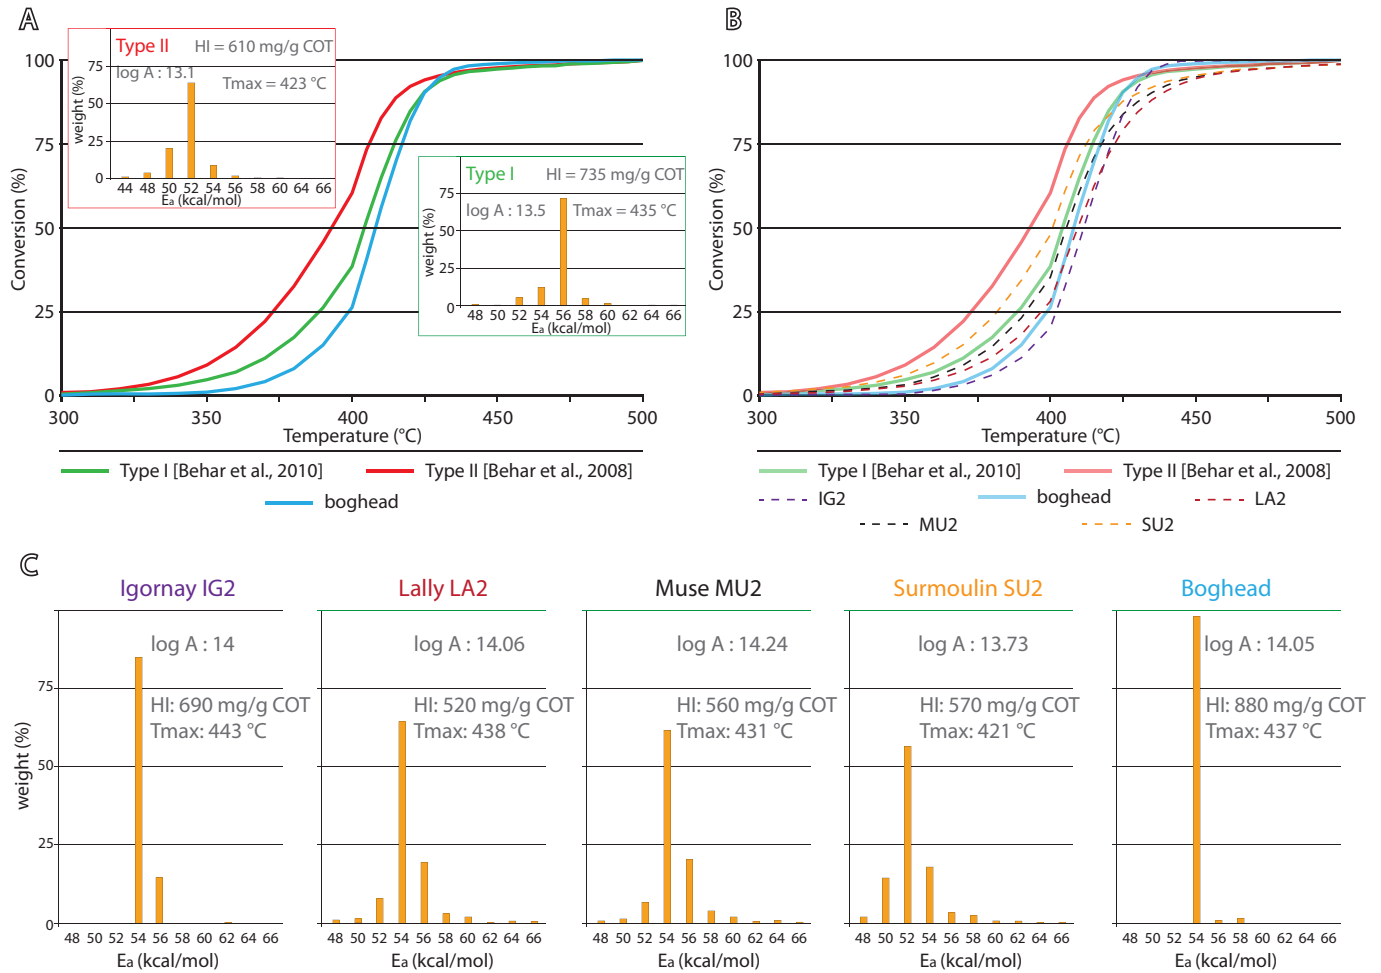 A
B
Type II
HI = 610 mg/g COT
log A : 13.1
Tmax = 423 °C
weight (%)
75
50
25
0
44 48 50 52 54 56 58 60 64 66
Ea (kcal/mol)
Type I
HI = 735 mg/g COT
log A : 13.5
Tmax = 435 °C
weight (%)
75
50
25
0
48 50 52 54 56 58 60 62 64 66
Ea (kcal/mol)
Conversion (%)
100
75
50
25
0
300 350 400 450 500
Temperature (°C)
Type I [Behar et al., 2010]
Type II [Behar et al., 2008]
boghead
Conversion (%)
100
75
50
25
0
300 350 400 450 500
Temperature (°C)
Type I [Behar et al., 2010]
Type II [Behar et al., 2008]
IG2
boghead
LA2
MU2
SU2
C
Igornay IG2
log A : 14
HI: 690 mg/g COT
Tmax: 443 °C
weight (%)
75
50
25
0
48 50 52 54 56 58 60 62 64 66
Ea (kcal/mol)
Lally LA2
log A : 14.06
HI: 520 mg/g COT
Tmax: 438 °C
48 50 52 54 56 58 60 62 64 66
Ea (kcal/mol)
Muse MU2
log A : 14.24
HI: 560 mg/g COT
Tmax: 431 °C
48 50 52 54 56 58 60 62 64 66
Ea (kcal/mol)
Surmoulin SU2
log A : 13.73
HI: 570 mg/g COT
Tmax: 421 °C
48 50 52 54 56 58 60 62 64 66
Ea (kcal/mol)
Boghead
log A : 14.05
HI: 880 mg/g COT
Tmax: 437 °C
48 50 52 54 56 58 60 62 64 66
Ea (kcal/mol)